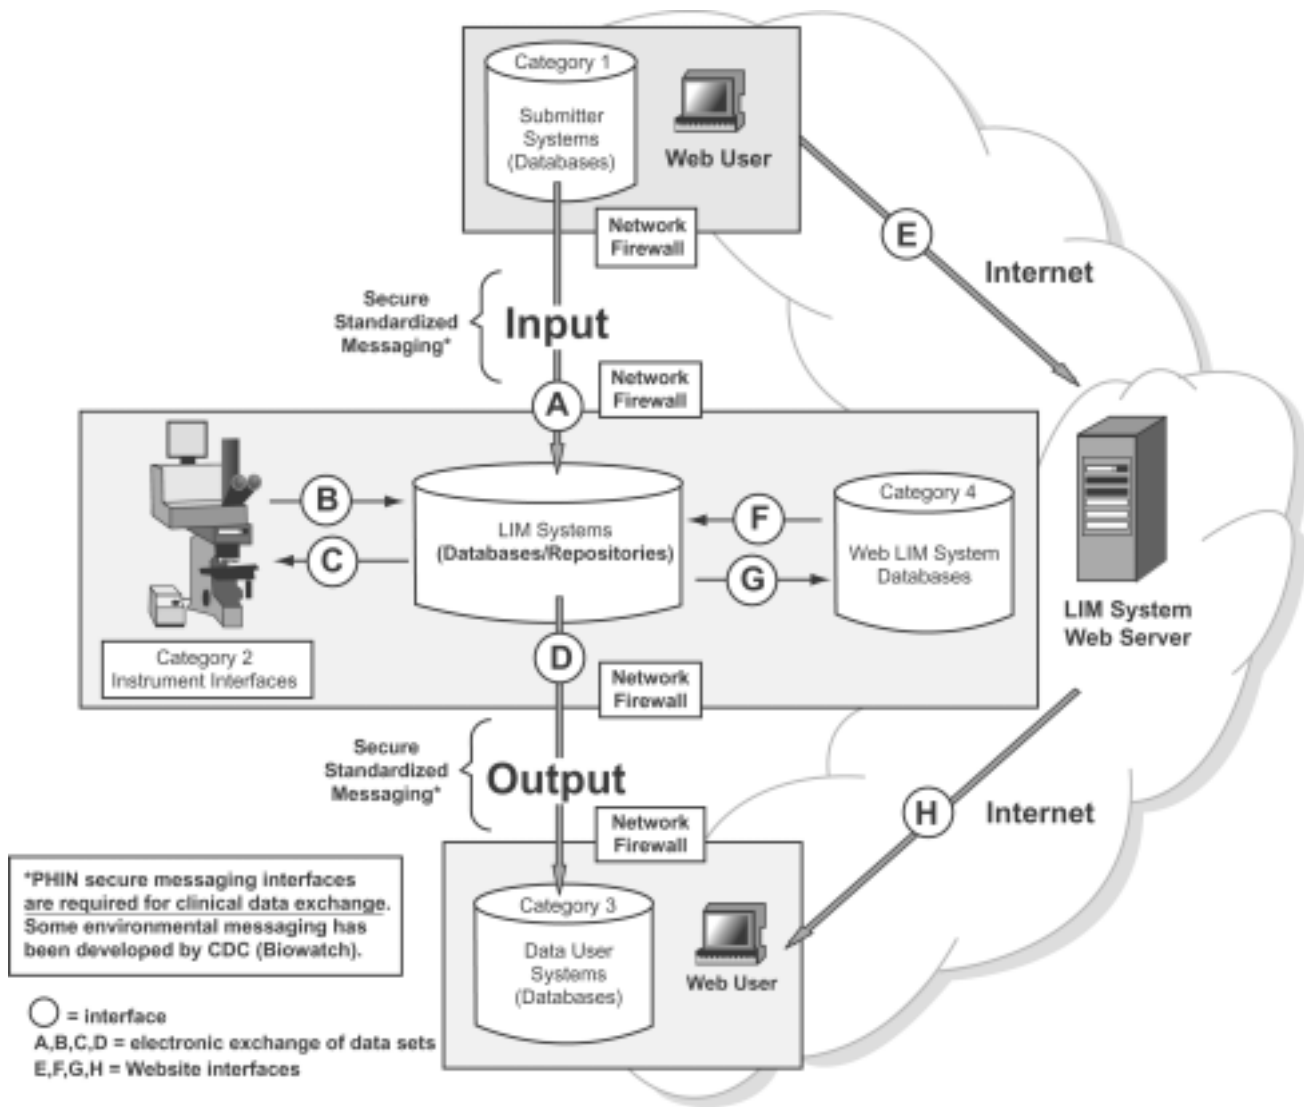 Category 1
Submitter
Systems
(Databases)
Web User
Network
Firewall
E
Internet
Secure
Standardized
Messaging*
Input
Network
Firewall
A
B
C
LIM Systems
(Databases/Repositories)
F
G
Category 4
Web LIM System
Databases
LIM System
Web Server
Category 2
Instrument Interfaces
D
Network
Firewall
Secure
Standardized
Messaging*
Output
H
Internet
Network
Firewall
Category 3
Data User
Systems
(Databases)
Web User
*PHIN secure messaging interfaces
are required for clinical data exchange.
Some environmental messaging has
been developed by CDC (Biowatch).
= interface
A,B,C,D = electronic exchange of data sets
E,F,G,H = Website interfaces